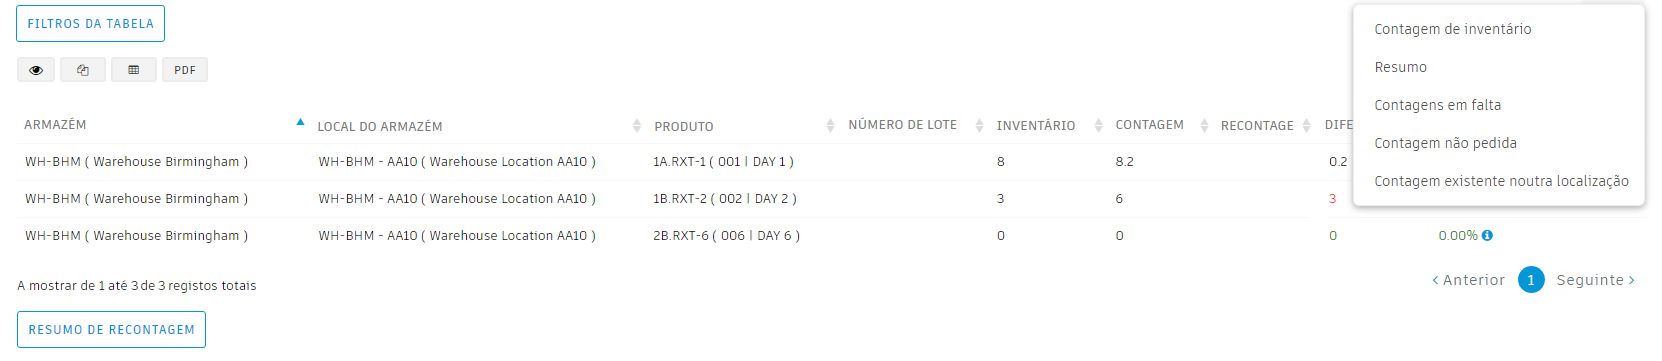 FILTROS DA TABELA
Contagem de inventário
Resumo
Contagens em falta
Contagem não pedida
Contagem existente noutra localização
PDF
ARMAZÉM LOCAL DO ARMAZÉM PRODUTO NÚMERO DE LOTE INVENTÁRIO CONTAGEM RECONTAGE DIFE
WH-BHM ( Warehouse Birmingham ) WH-BHM - AA10 ( Warehouse Location AA10 ) 1A.RXT-1 ( 001 | DAY 1 ) 8 8.2 0.2
WH-BHM ( Warehouse Birmingham ) WH-BHM - AA10 ( Warehouse Location AA10 ) 1B.RXT-2 ( 002 | DAY 2 ) 3 6 3
WH-BHM ( Warehouse Birmingham ) WH-BHM - AA10 ( Warehouse Location AA10 ) 2B.RXT-6 ( 006 | DAY 6 ) 0 0 0 0.00%
A mostrar de 1 até 3 de 3 registos totais
< Anterior 1 Seguinte >
RESUMO DE RECONTAGEM